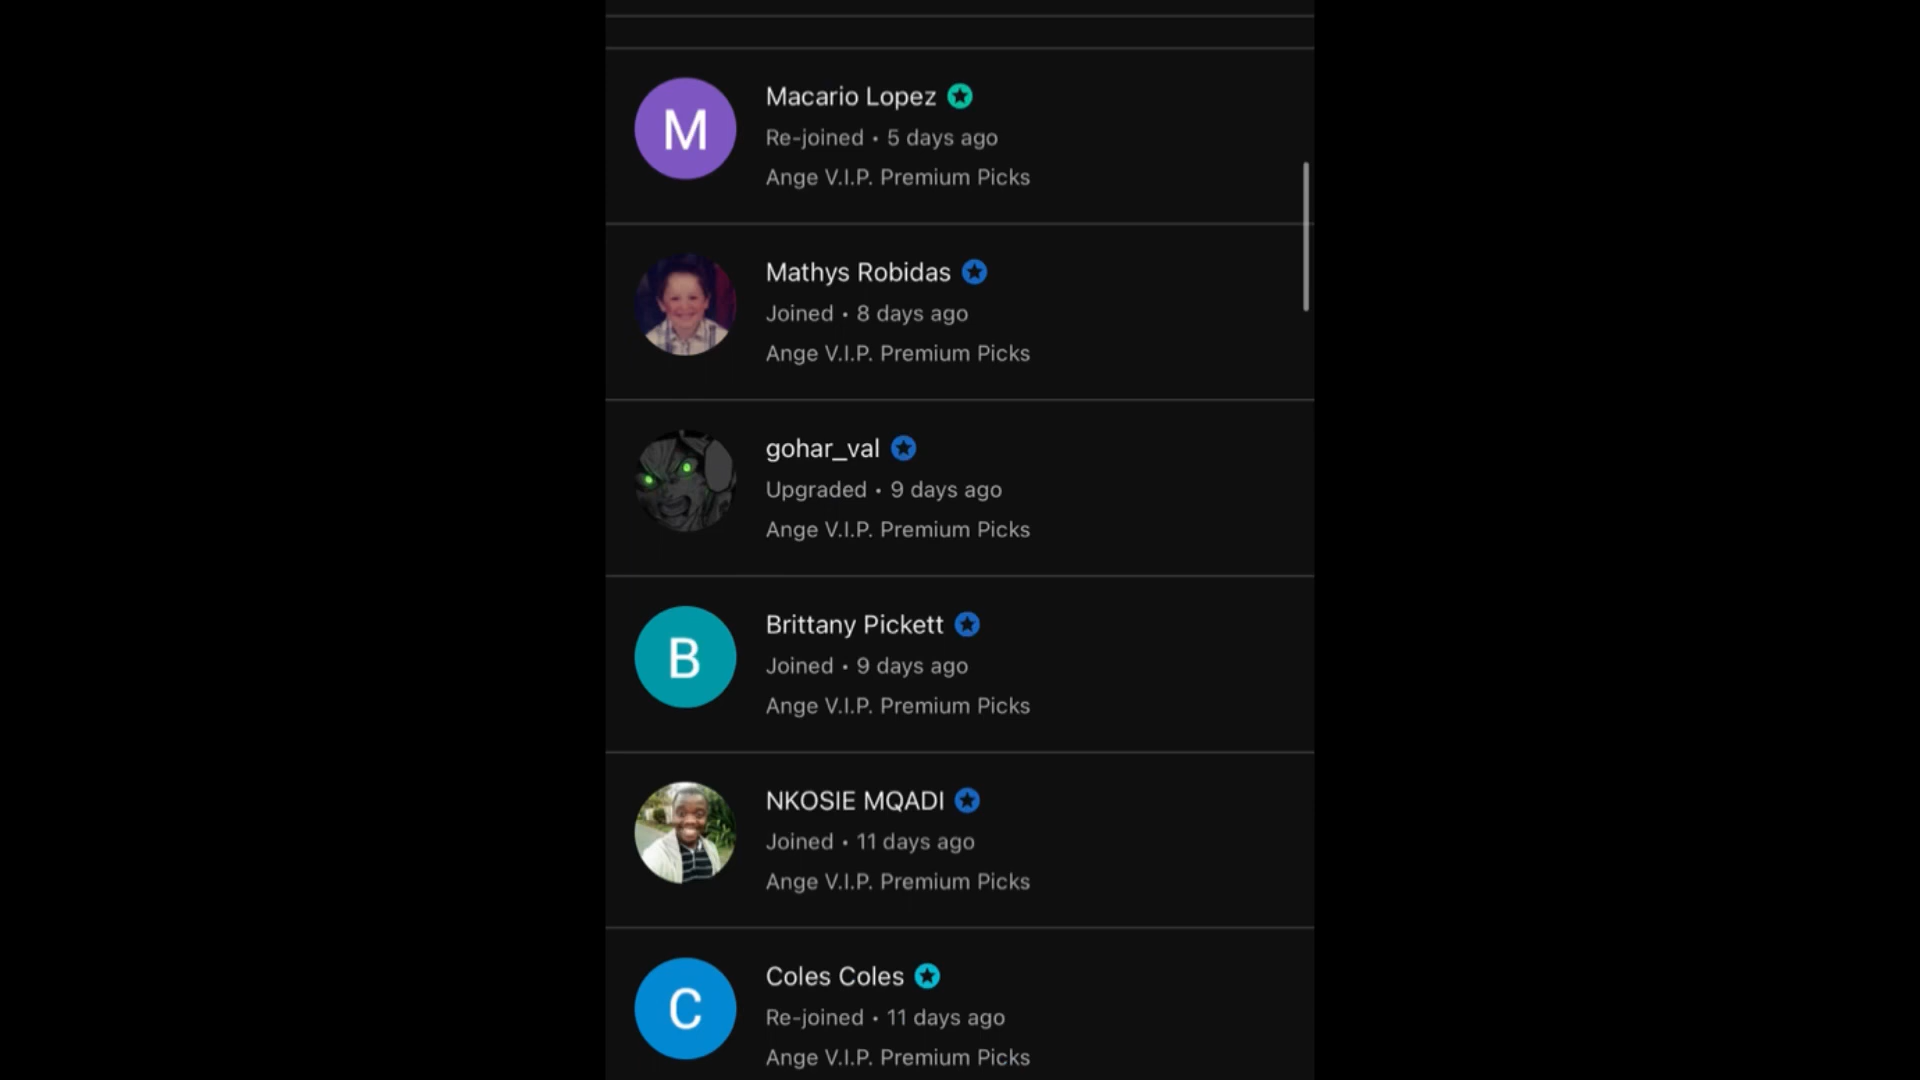 M
Macario Lopez
Re-joined • 5 days ago
Ange V.I.P. Premium Picks
Mathys Robidas
Joined • 8 days ago
Ange V.I.P. Premium Picks
gohar_val
Upgraded • 9 days ago
Ange V.I.P. Premium Picks
B
Brittany Pickett
Joined • 9 days ago
Ange V.I.P. Premium Picks
NKOSIE MQADI
Joined • 11 days ago
Ange V.I.P. Premium Picks
C
Coles Coles
Re-joined • 11 days ago
Ange V.I.P. Premium Picks